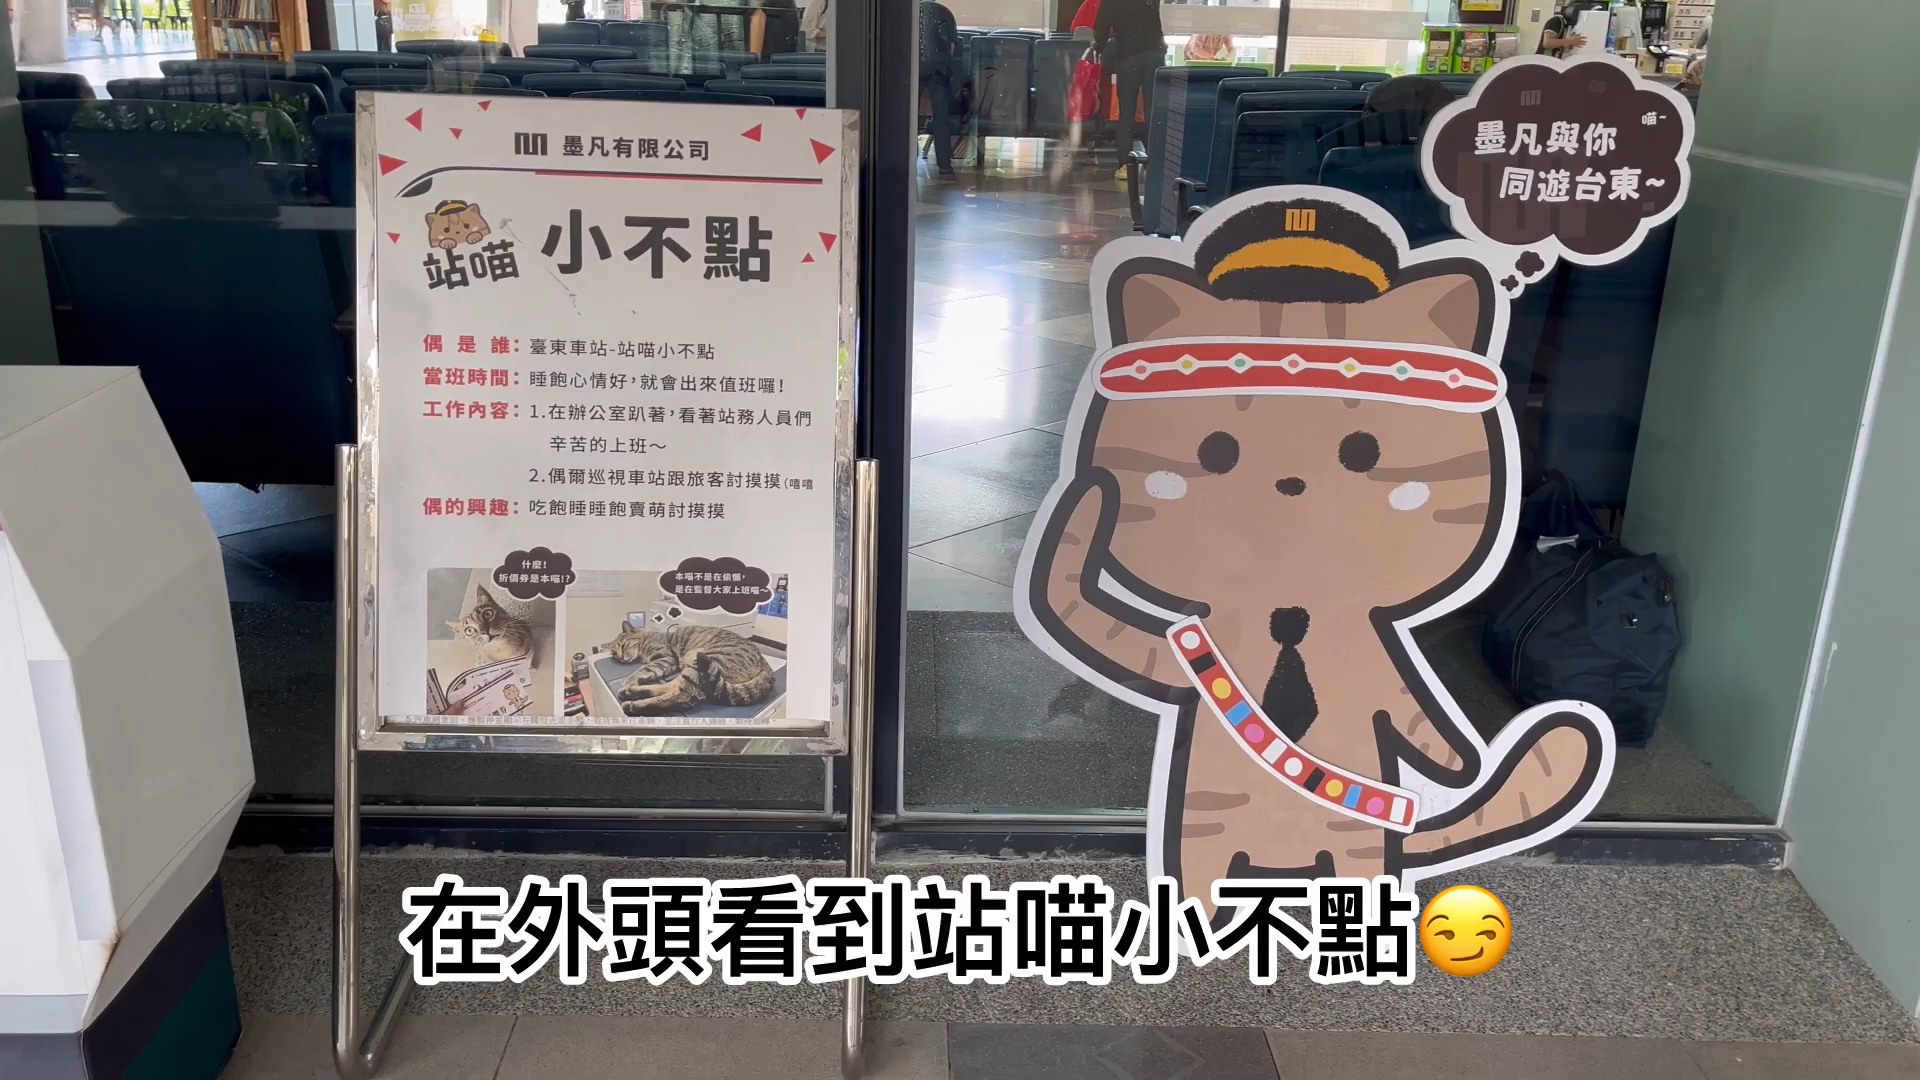 墨凡有限公司
站喵 小不點
偶是誰：臺東車站-站喵小不點
當班時間：睡飽心情好，就會出來值班囉！
工作內容：1.在辦公室趴著，看著站務人員們
辛苦的上班～
2.偶爾巡視車站跟旅客討摸摸(嘻嘻
偶的興趣：吃飽睡睡飽賣萌討摸摸
什麼！
折價券是本喵!?
本喵不是在偷懶，
是在監督大家上班喵～
喵~
墨凡與你
同遊台東~
在外頭看到站喵小不點😏